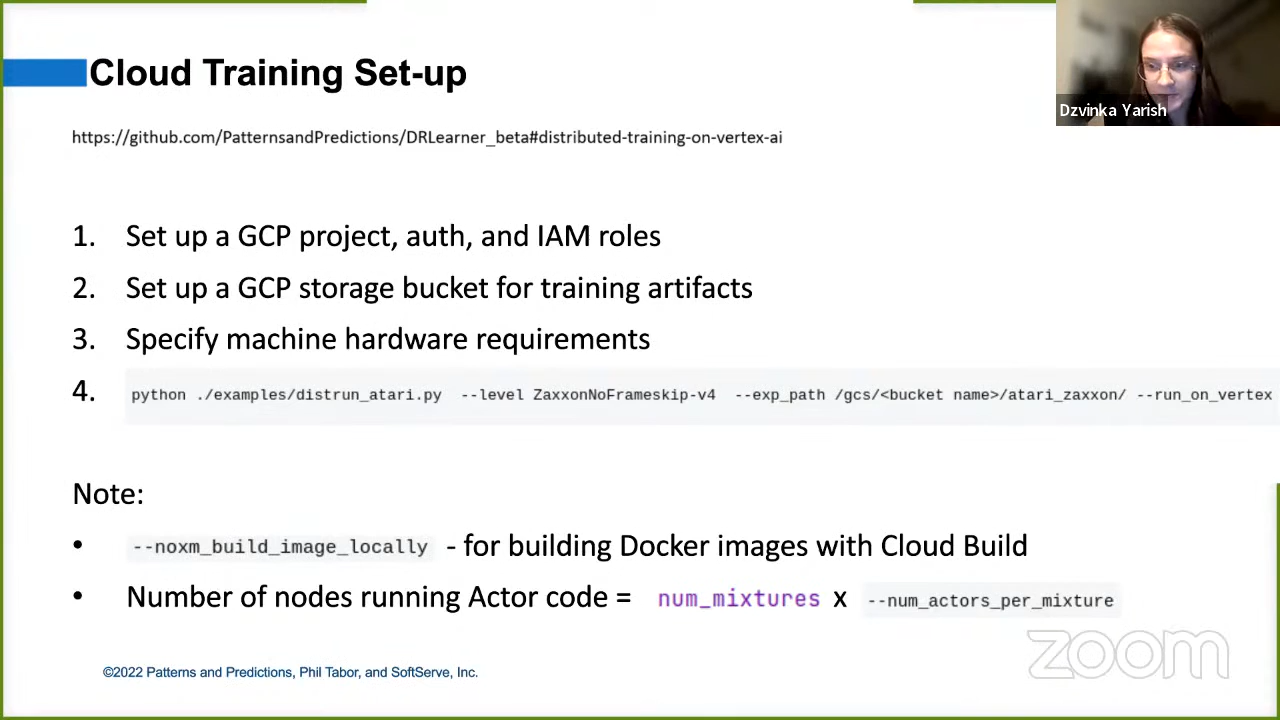 Cloud Training Set-up
Dzvinka Yarish
https://github.com/PatternsandPredictions/DRLearner_beta#distributed-training-on-vertex-ai
1. Set up a GCP project, auth, and IAM roles
2. Set up a GCP storage bucket for training artifacts
3. Specify machine hardware requirements
4. python ./examples/distrun_atari.py --level ZaxxonNoFrameskip-v4 --exp_path /gcs/<bucket name>/atari_zaxxon/ --run_on_vertex
Note:
• --noxm_build_image_locally - for building Docker images with Cloud Build
• Number of nodes running Actor code = num_mixtures x --num_actors_per_mixture
©2022 Patterns and Predictions, Phil Tabor, and SoftServe, Inc.
zoom